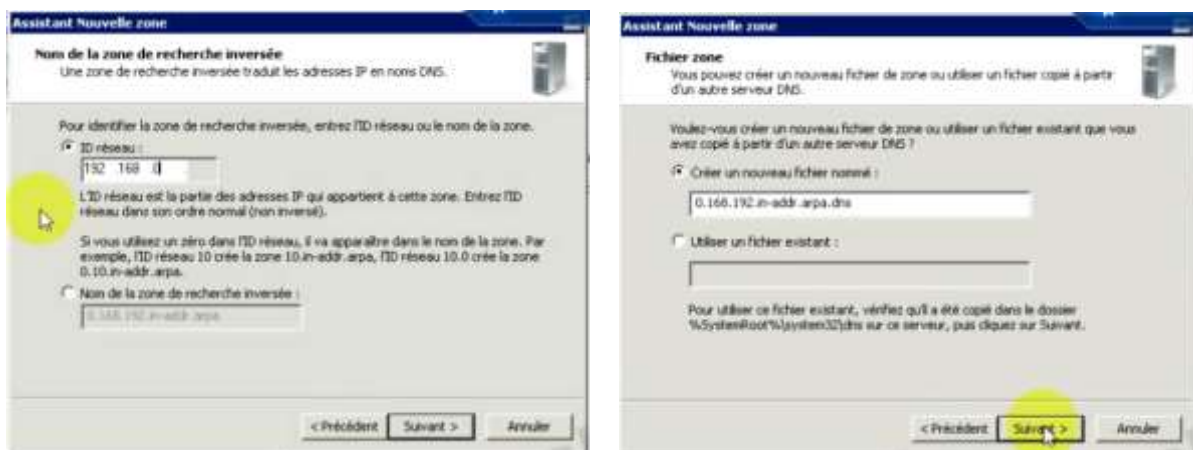 Assistant Nouvelle zone
Nom de la zone de recherche inversée
Une zone de recherche inversée traduit les adresses IP en noms DNS.
Pour identifier la zone de recherche inversée, entrez l'ID réseau ou le nom de la zone.
ID réseau :
192 .168 .0
L'ID réseau est la partie des adresses IP qui appartient à cette zone. Entrez l'ID
réseau dans son ordre normal (non inversé).
Si vous utilisez un zéro dans l'ID réseau, il va apparaître dans le nom de la zone. Par
exemple, l'ID réseau 10 crée la zone 10.in-addr.arpa, l'ID réseau 10.0 crée la zone
0.10.in-addr.arpa.
Nom de la zone de recherche inversée :
0.168.192.in-addr.arpa
< Précédent
Suivant >
Annuler
Assistant Nouvelle zone
Fichier zone
Vous pouvez créer un nouveau fichier de zone ou utiliser un fichier copié à partir
d'un autre serveur DNS.
Voulez-vous créer un nouveau fichier de zone ou utiliser un fichier existant que vous
avez copié à partir d'un autre serveur DNS ?
Créer un nouveau fichier nommé :
0.168.192.in-addr.arpa.dns
Utiliser un fichier existant :
Pour utiliser ce fichier existant, vérifiez qu'il a été copié dans le dossier
%SystemRoot%\system32\dns sur ce serveur, puis cliquez sur Suivant.
< Précédent
Suivant >
Annuler